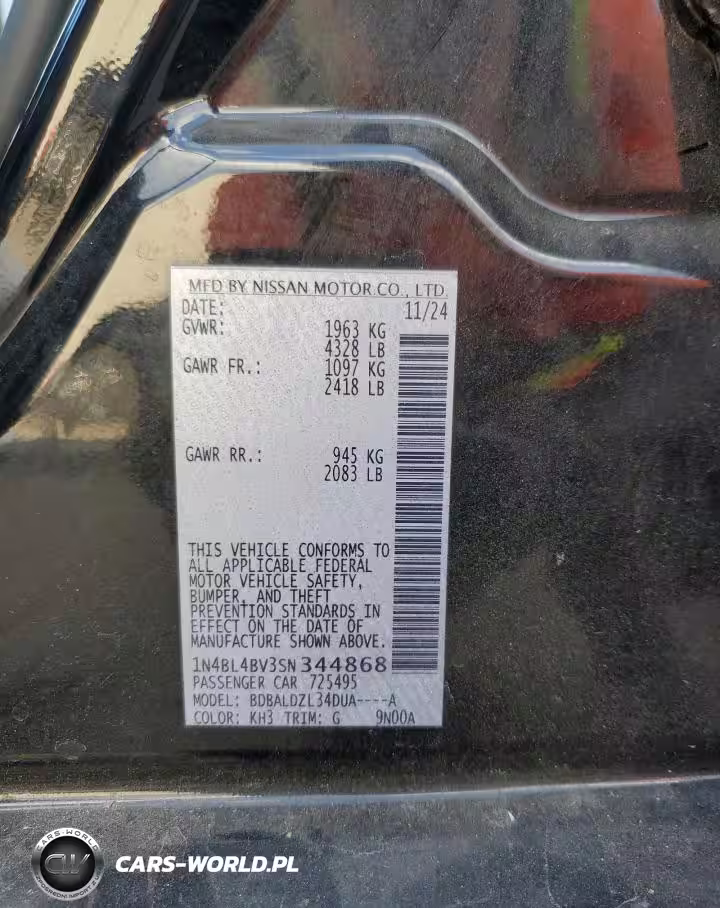 MFD BY NISSAN MOTOR CO., LTD.
DATE: 11/24
GVWR: 1963 KG
4328 LB
GAWR FR.: 1097 KG
2418 LB
GAWR RR.: 945 KG
2083 LB
THIS VEHICLE CONFORMS TO
ALL APPLICABLE FEDERAL
MOTOR VEHICLE SAFETY,
BUMPER, AND THEFT
PREVENTION STANDARDS IN
EFFECT ON THE DATE OF
MANUFACTURE SHOWN ABOVE.
1N4BL4BV3SN344868
PASSENGER CAR 725495
MODEL: BDBALDZL34DUA----A
COLOR: KH3 TRIM: G 9N00A
CARS-WORLD
CW
CARS-WORLD.PL